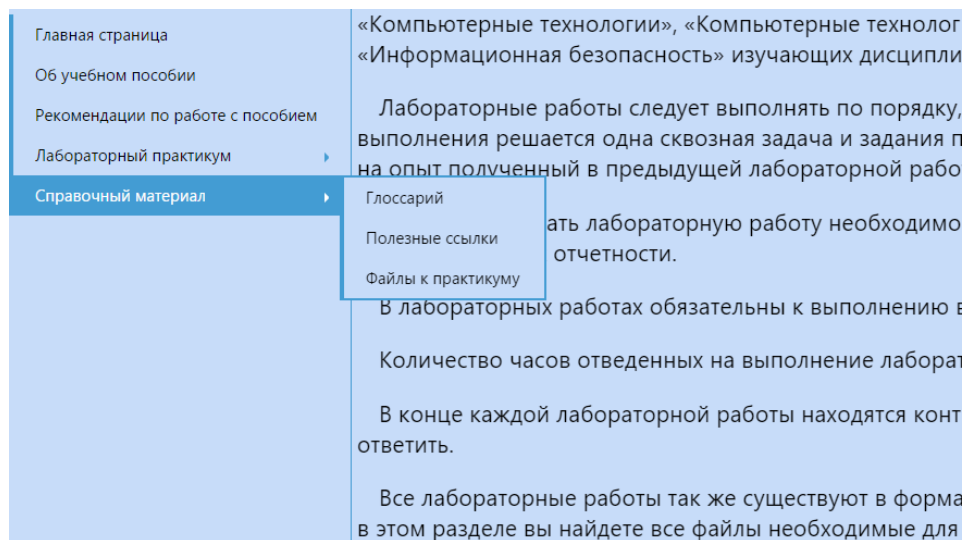 Главная страница
Об учебном пособии
Рекомендации по работе с пособием
Лабораторный практикум
Справочный материал
Глоссарий
Полезные ссылки
Файлы к практикуму
«Компьютерные технологии», «Компьютерные технолог
«Информационная безопасность» изучающих дисципли
Лабораторные работы следует выполнять по порядку,
выполнения решается одна сквозная задача и задания п
на опыт полученный в предыдущей лабораторной рабо
ать лабораторную работу необходимо
отчетности.
В лабораторных работах обязательны к выполнению в
Количество часов отведенных на выполнение лаборат
В конце каждой лабораторной работы находятся конт
ответить.
Все лабораторные работы так же существуют в форма
в этом разделе вы найдете все файлы необходимые для